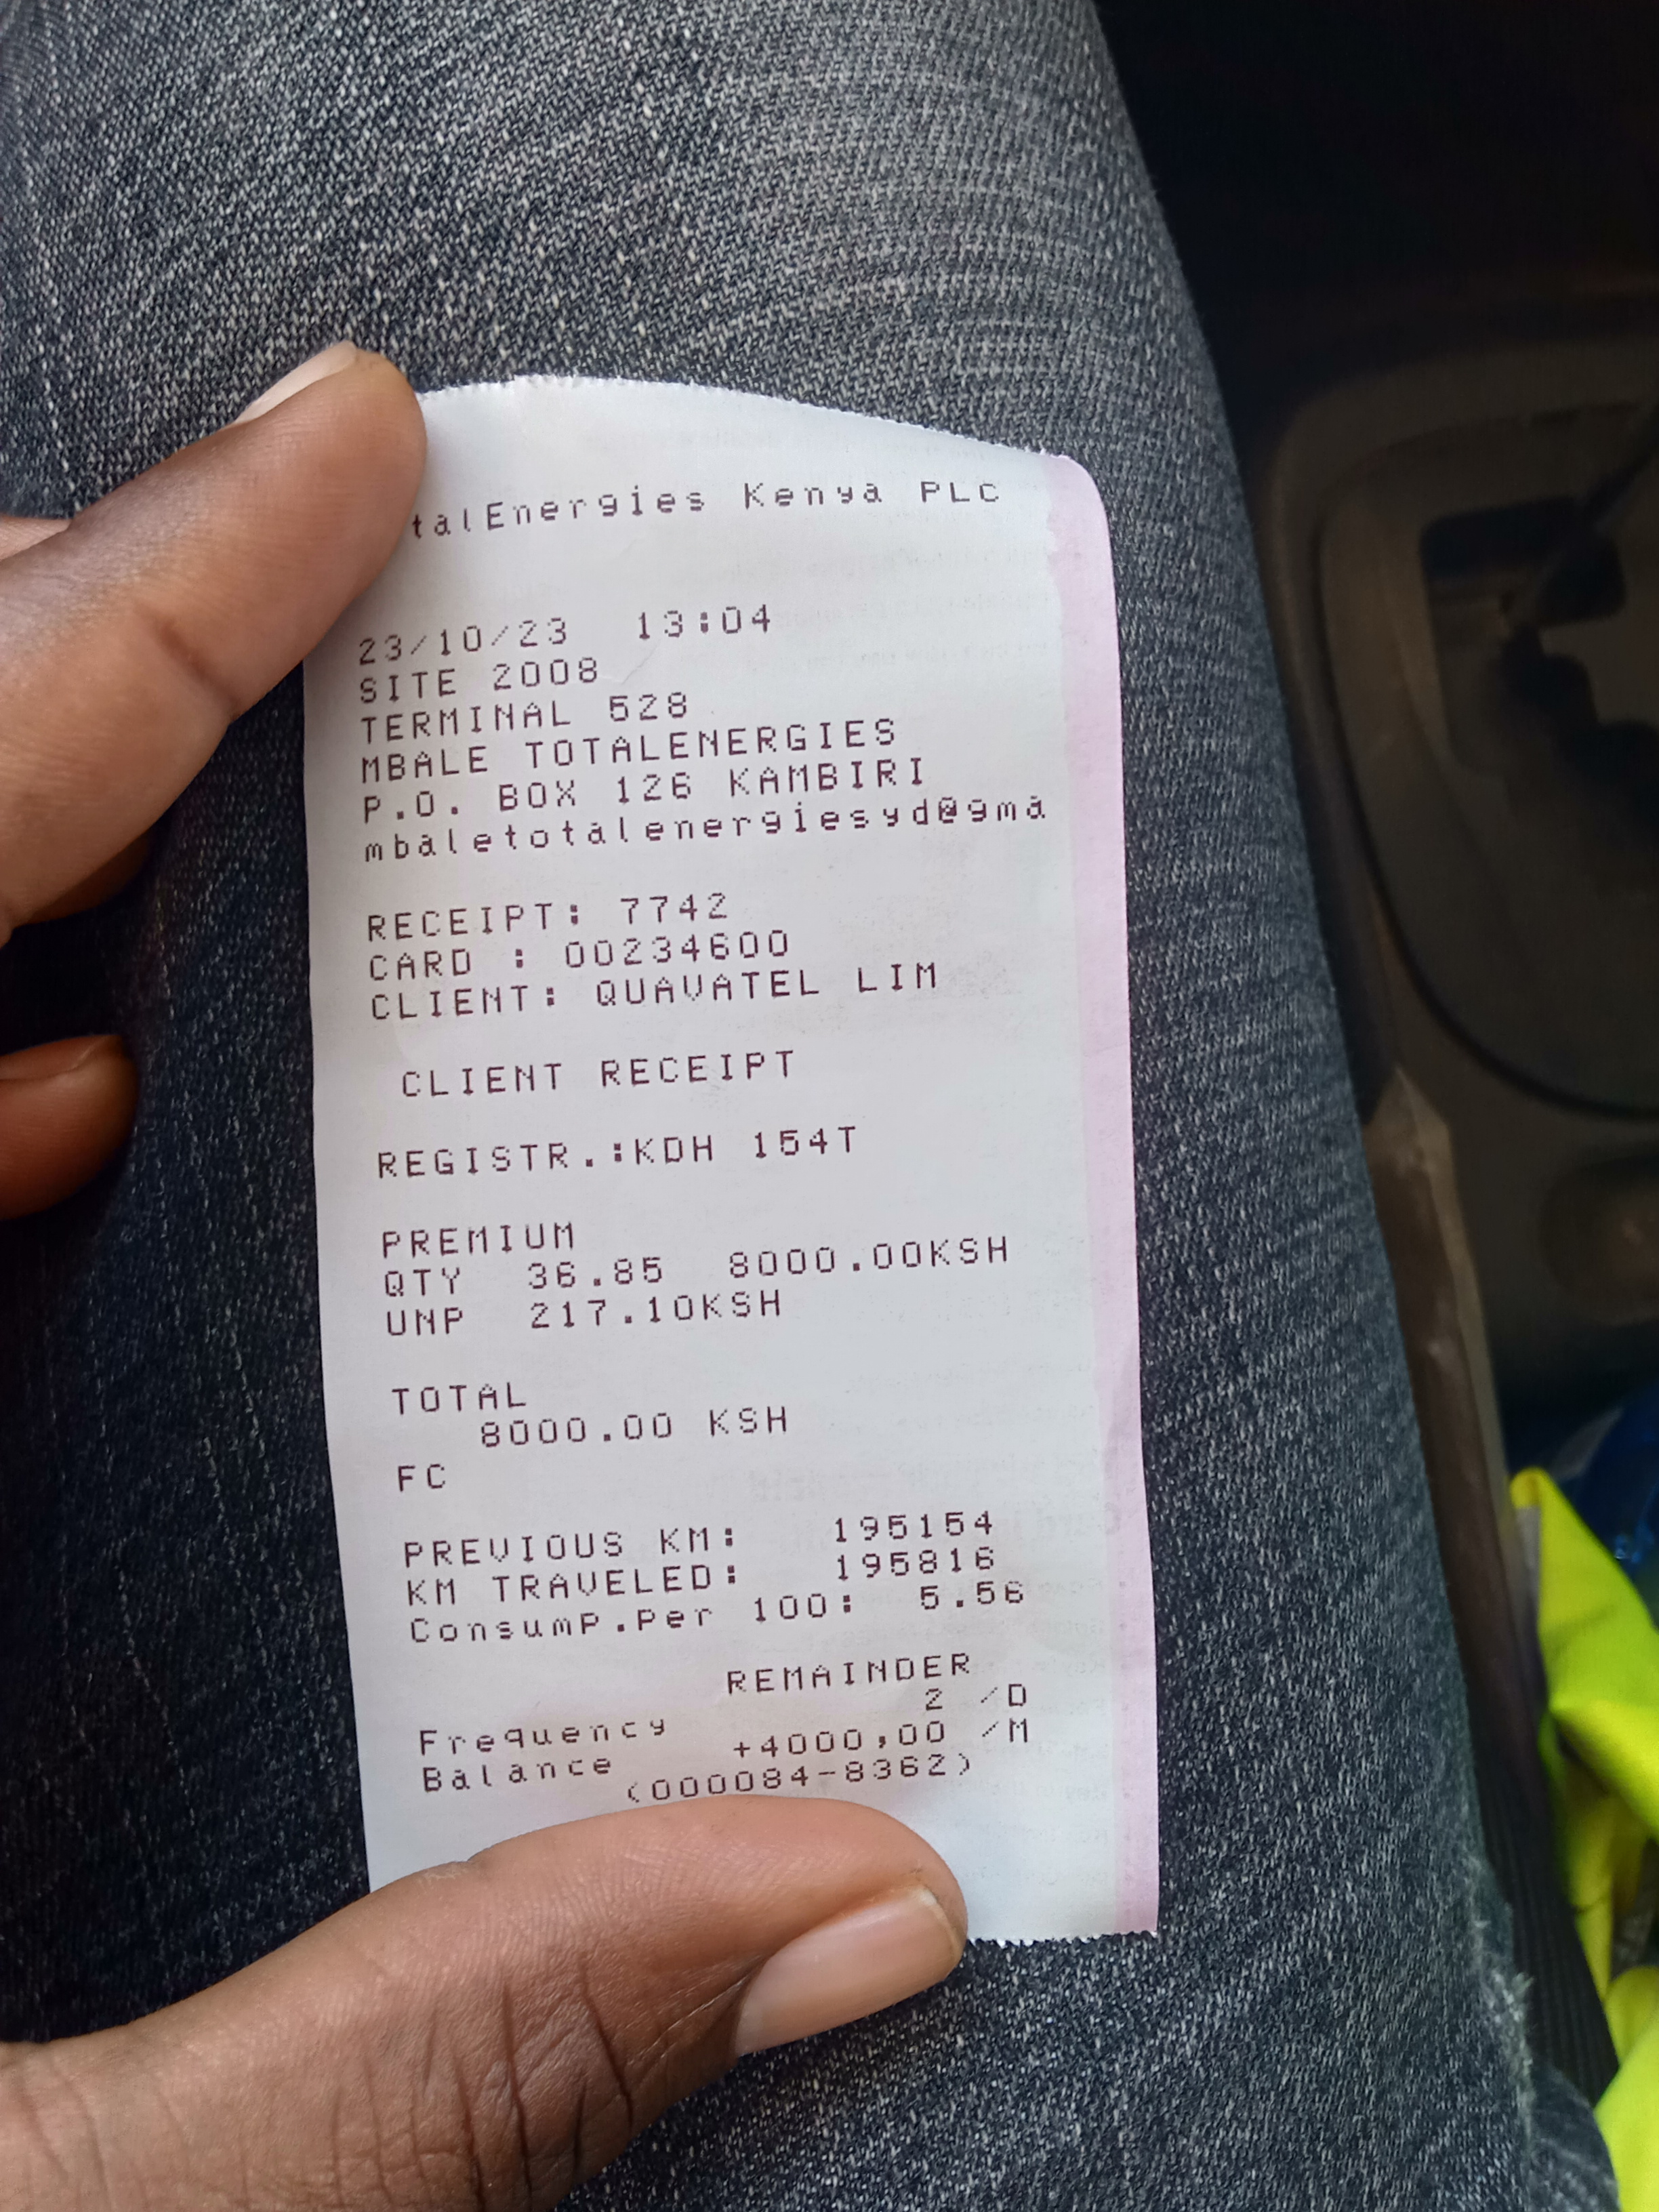 talEnergies Kenya PLC
23/10/23 13:04
SITE 2008
TERMINAL 528
MBALE TOTALENERGIES
P.O. BOX 126 KAMBIRI
mbaletotalenergiesyd@gma
RECEIPT: 7742
CARD : 00234600
CLIENT: QUAVATEL LIM
CLIENT RECEIPT
REGISTR.:KDH 154T
PREMIUM
QTY 36.85 8000.00KSH
UNP 217.10KSH
TOTAL
8000.00 KSH
FC
PREVIOUS KM: 195154
KM TRAVELED: 195816
Consump.Per 100: 5.56
REMAINDER
Frequency 2 /D
Balance +4000,00 /M
(000084-8362)